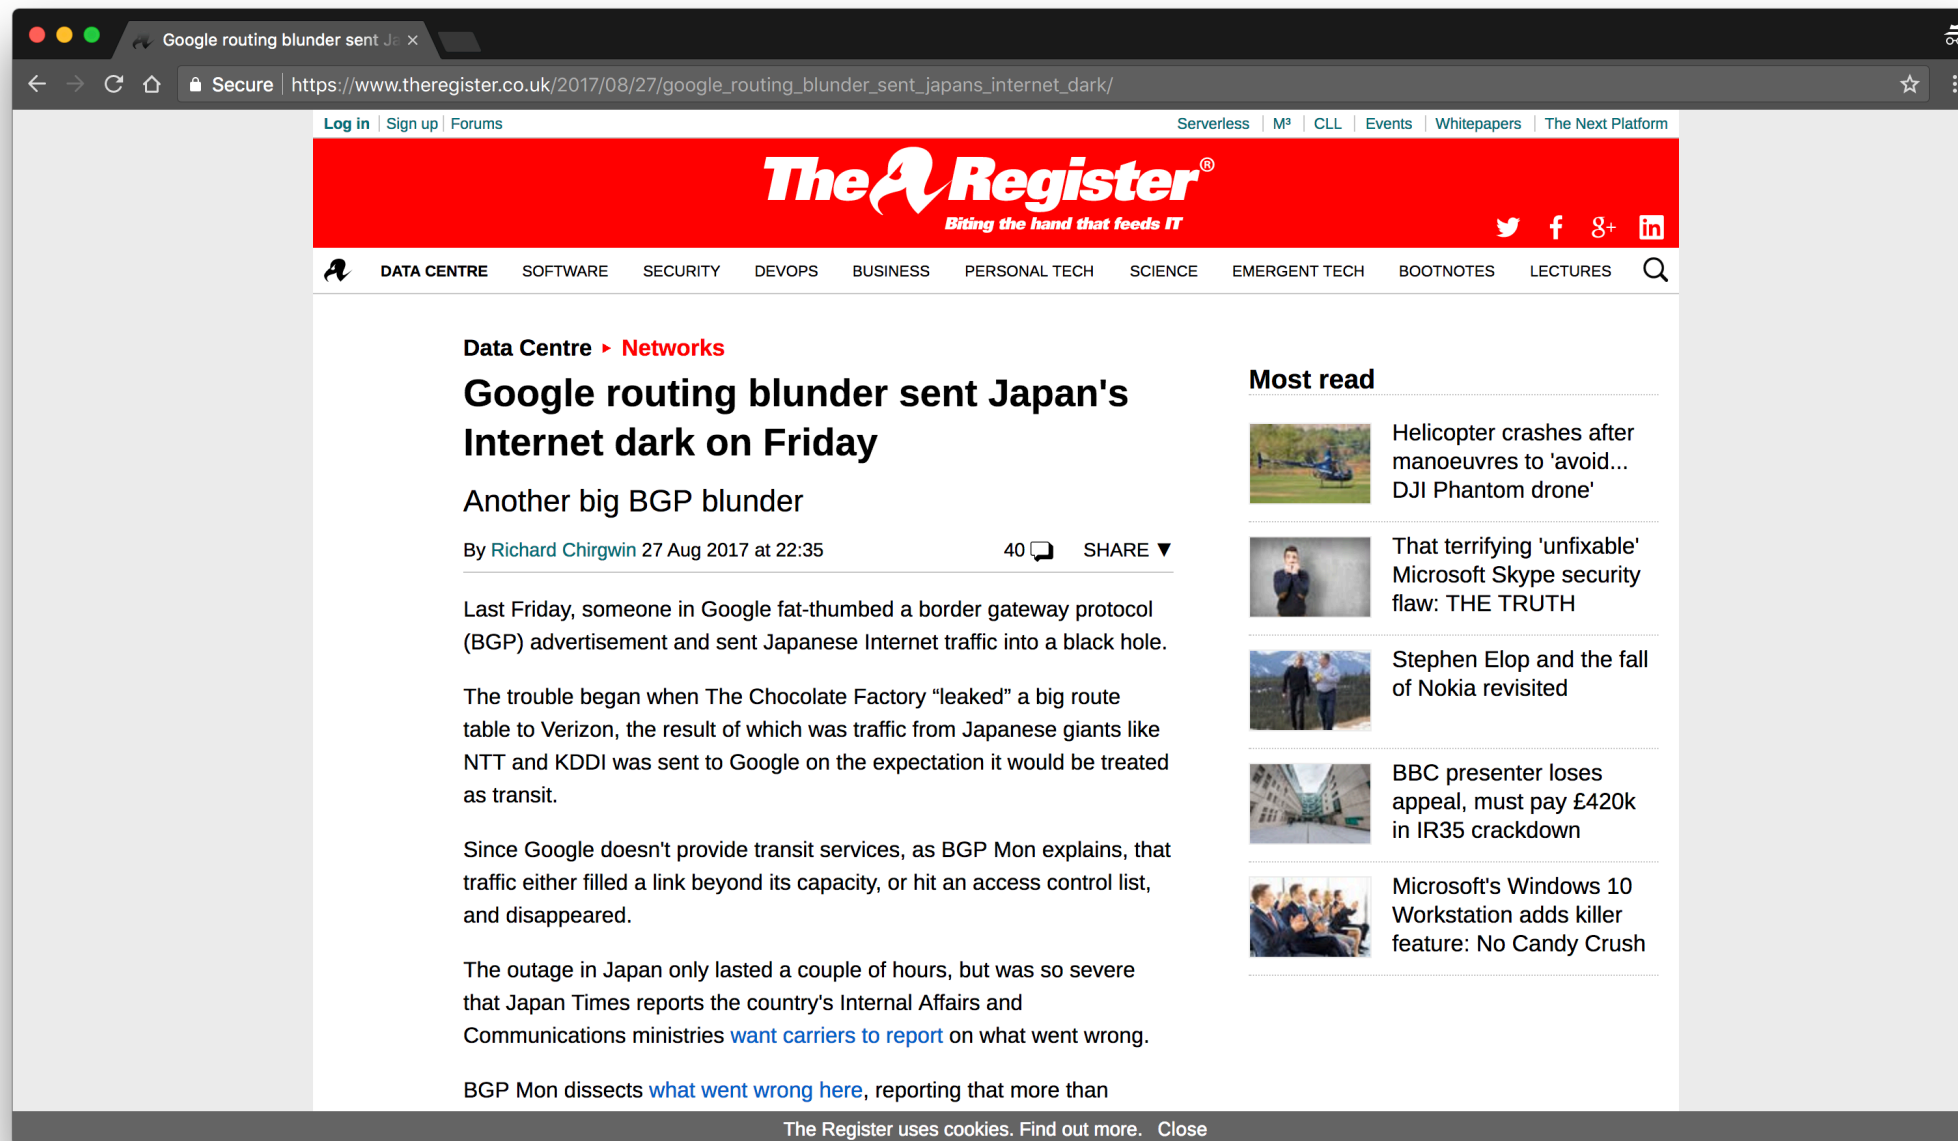 Google routing blunder sent Ja
Secure https://www.theregister.co.uk/2017/08/27/google_routing_blunder_sent_japans_internet_dark/
Log in Sign up Forums
Serverless M³ CLL Events Whitepapers The Next Platform
The Register®
Biting the hand that feeds IT
f g+ in
DATA CENTRE SOFTWARE SECURITY DEVOPS BUSINESS PERSONAL TECH SCIENCE EMERGENT TECH BOOTNOTES LECTURES
Data Centre ▸ Networks
Google routing blunder sent Japan's
Internet dark on Friday
Another big BGP blunder
By Richard Chirgwin 27 Aug 2017 at 22:35
40 SHARE ▼
Last Friday, someone in Google fat-thumbed a border gateway protocol
(BGP) advertisement and sent Japanese Internet traffic into a black hole.
The trouble began when The Chocolate Factory “leaked” a big route
table to Verizon, the result of which was traffic from Japanese giants like
NTT and KDDI was sent to Google on the expectation it would be treated
as transit.
Since Google doesn't provide transit services, as BGP Mon explains, that
traffic either filled a link beyond its capacity, or hit an access control list,
and disappeared.
The outage in Japan only lasted a couple of hours, but was so severe
that Japan Times reports the country's Internal Affairs and
Communications ministries want carriers to report on what went wrong.
BGP Mon dissects what went wrong here, reporting that more than
Most read
Helicopter crashes after
manoeuvres to 'avoid...
DJI Phantom drone'
That terrifying 'unfixable'
Microsoft Skype security
flaw: THE TRUTH
Stephen Elop and the fall
of Nokia revisited
BBC presenter loses
appeal, must pay £420k
in IR35 crackdown
Microsoft's Windows 10
Workstation adds killer
feature: No Candy Crush
The Register uses cookies. Find out more. Close